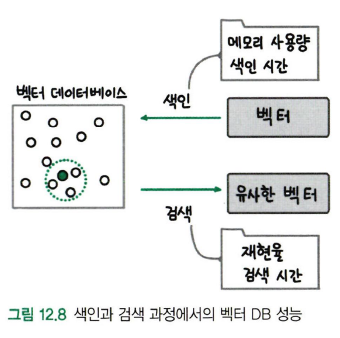 메모리 사용량
색인 시간
벡터 데이터베이스
색인
벡터
유사한 벡터
검색
재현율
검색 시간
그림 12.8 색인과 검색 과정에서의 벡터 DB 성능